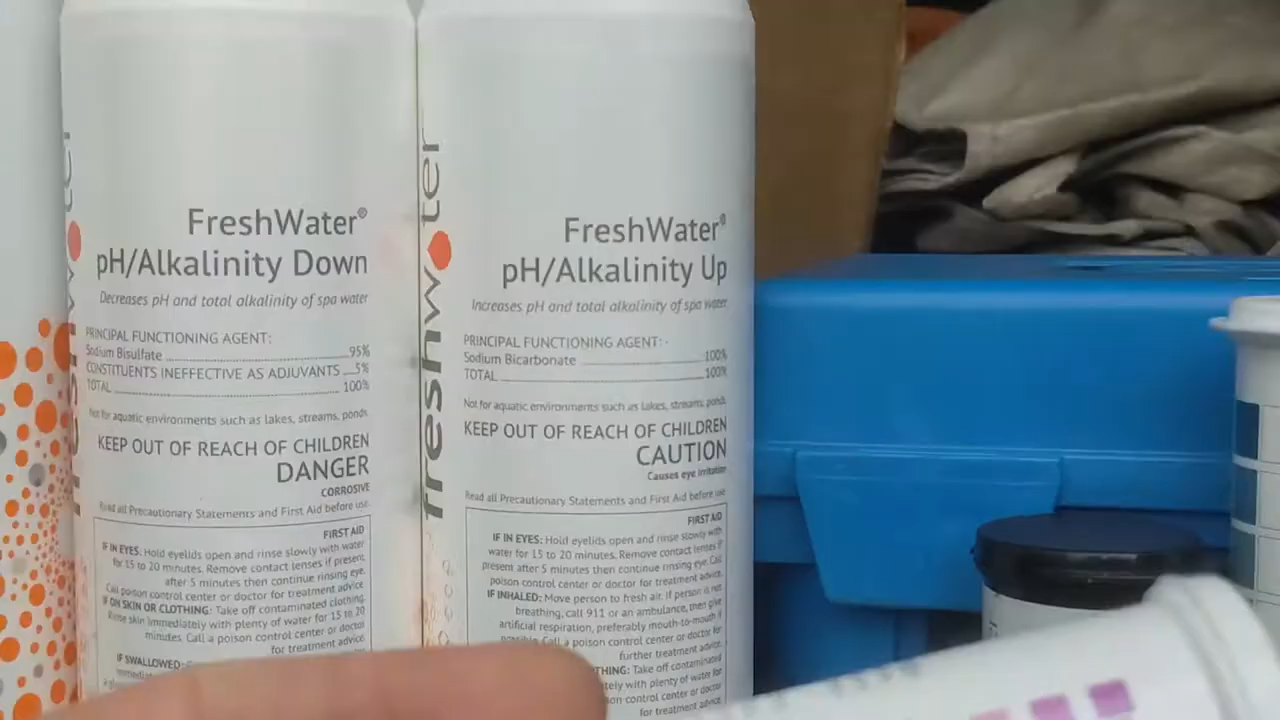 freshwater
FreshWater®
pH/Alkalinity Down
Decreases pH and total alkalinity of spa water
PRINCIPAL FUNCTIONING AGENT:
Sodium Bisulfate 95%
CONSTITUENTS INEFFECTIVE AS ADJUVANTS 5%
TOTAL 100%
Not for aquatic environments such as lakes, streams, ponds.
KEEP OUT OF REACH OF CHILDREN
DANGER
CORROSIVE
Read all Precautionary Statements and First Aid before use.
FIRST AID
IF IN EYES: Hold eyelids open and rinse slowly with water
for 15 to 20 minutes. Remove contact lenses if present
after 5 minutes then continue rinsing eye.
Call poison control center or doctor for treatment advice.
IF ON SKIN OR CLOTHING: Take off contaminated clothing.
Rinse skin immediately with plenty of water for 15 to 20
minutes. Call a poison control center or doctor
for treatment advice.
IF SWALLOWED:
freshwater
FreshWater®
pH/Alkalinity Up
Increases pH and total alkalinity of spa water
PRINCIPAL FUNCTIONING AGENT:
Sodium Bicarbonate 100%
TOTAL 100%
Not for aquatic environments such as lakes, streams, ponds.
KEEP OUT OF REACH OF CHILDREN
CAUTION
Causes eye irritation
Read all Precautionary Statements and First Aid before use
FIRST AID
IF IN EYES: Hold eyelids open and rinse slowly with
water for 15 to 20 minutes. Remove contact lenses if
present after 5 minutes then continue rinsing eye. Call
poison control center or doctor for treatment advice.
IF INHALED: Move person to fresh air. If person is not
breathing, call 911 or an ambulance, then give
artificial respiration, preferably mouth-to-mouth if
possible. Call a poison control center or doctor for
further treatment advice.
THING: Take off contaminated
tely with plenty of water for
son control center or doctor
for treatment advice.